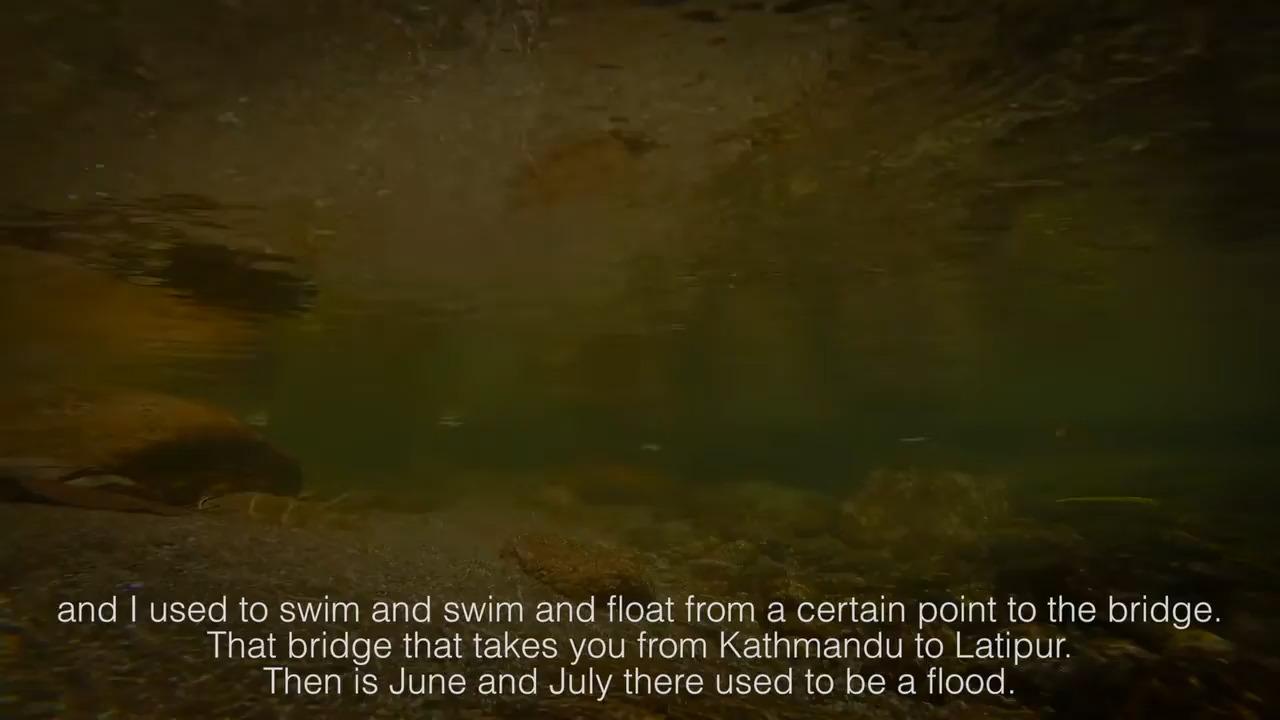 and I used to swim and swim and float from a certain point to the bridge.
That bridge that takes you from Kathmandu to Latipur.
Then is June and July there used to be a flood.